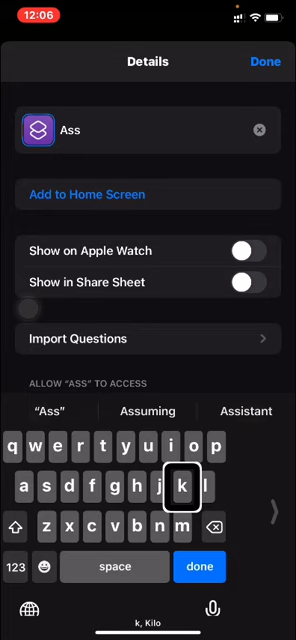 12:06
Details
Done
Ass
Add to Home Screen
Show on Apple Watch
Show in Share Sheet
Import Questions
ALLOW “ASS” TO ACCESS
“Ass”
Assuming
Assistant
q w e r t y u i o p
a s d f g h j k l
z x c v b n m
123
space
done
k, Kilo